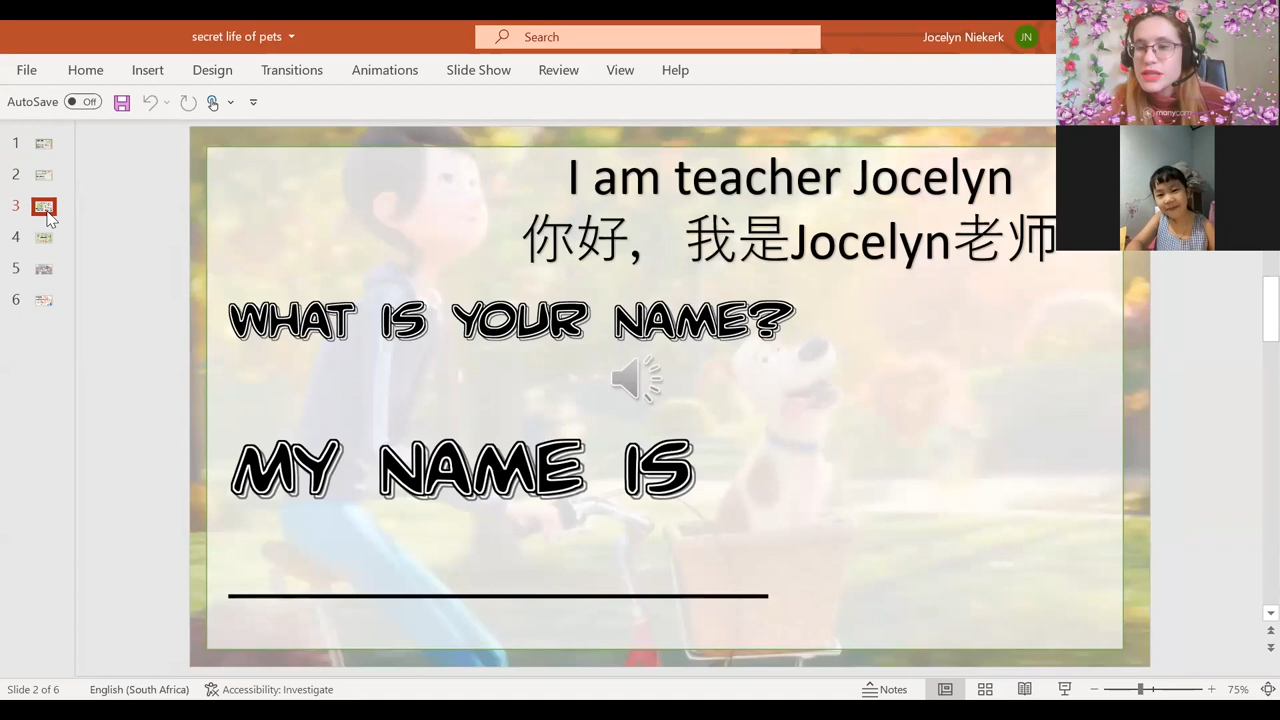 secret life of pets
Search
Jocelyn Niekerk JN
File Home Insert Design Transitions Animations Slide Show Review View Help
AutoSave Off
manycam
1
2
3
4
5
6
I am teacher Jocelyn
你好, 我是Jocelyn老师
WHAT IS YOUR NAME?
MY NAME IS
Slide 2 of 6 English (South Africa) Accessibility: Investigate Notes 75%